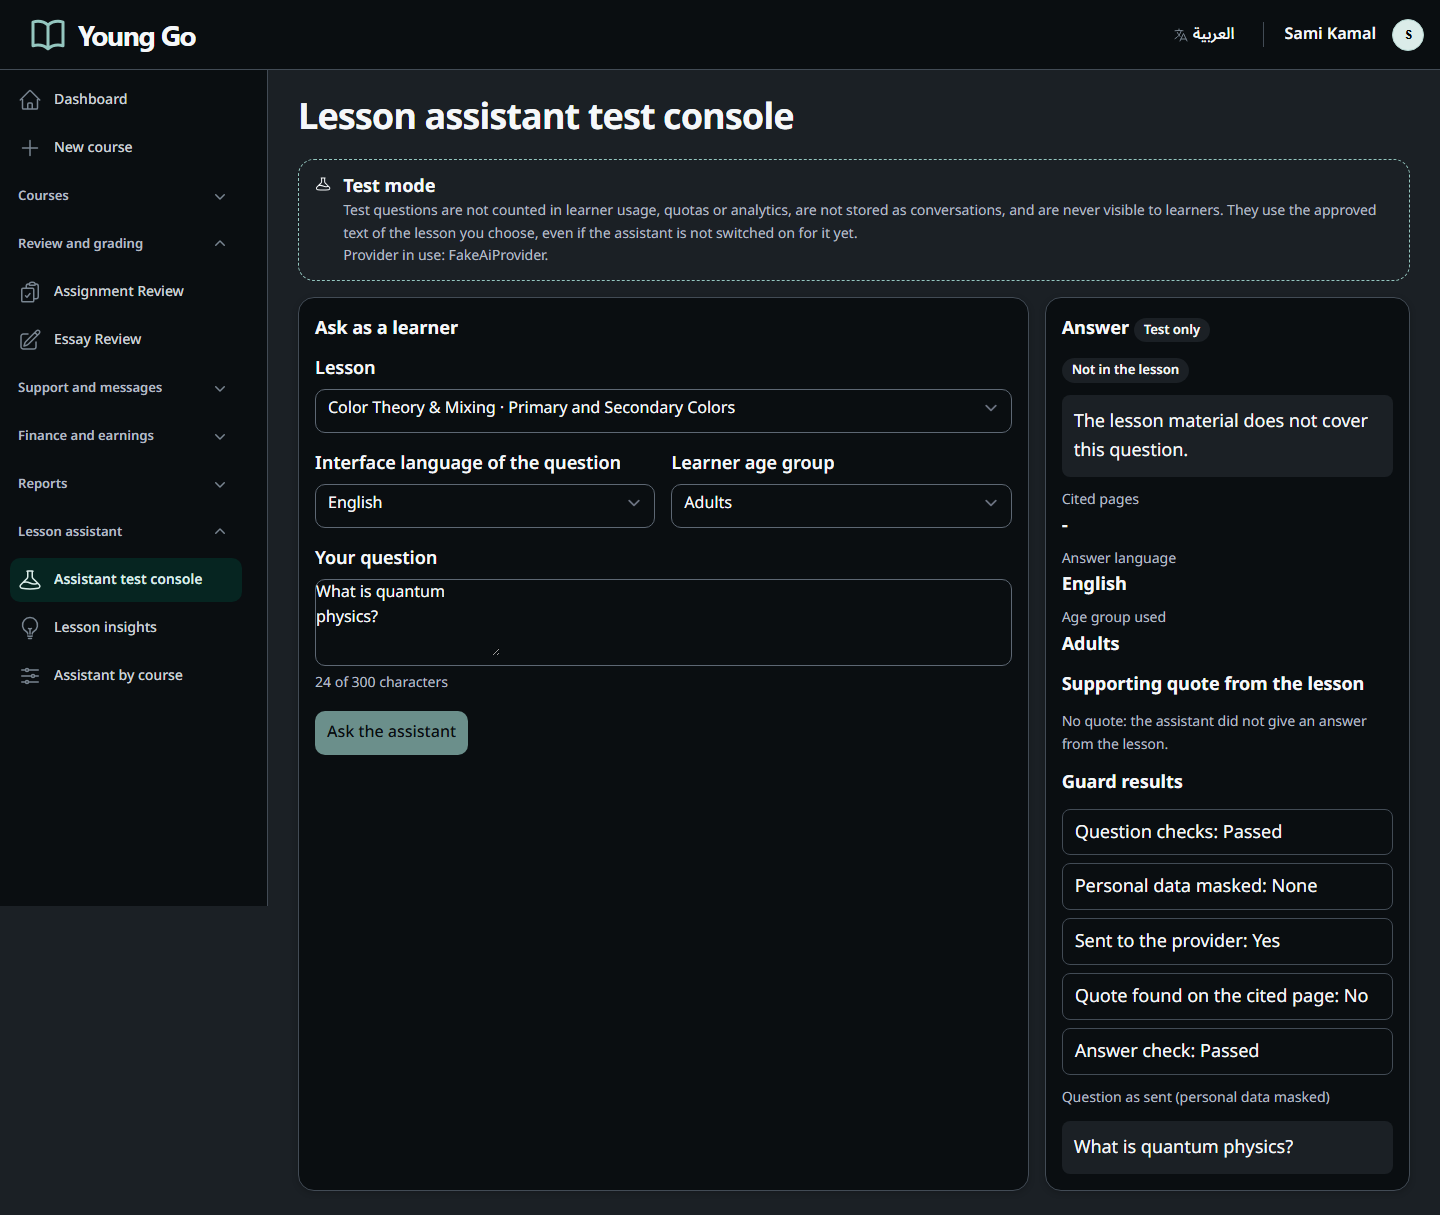 Young Go
العربية
Sami Kamal
S
Dashboard
New course
Courses
Review and grading
Assignment Review
Essay Review
Support and messages
Finance and earnings
Reports
Lesson assistant
Assistant test console
Lesson insights
Assistant by course
Lesson assistant test console
Test mode
Test questions are not counted in learner usage, quotas or analytics, are not stored as conversations, and are never visible to learners. They use the approved
text of the lesson you choose, even if the assistant is not switched on for it yet.
Provider in use: FakeAiProvider.
Ask as a learner
Lesson
Color Theory & Mixing · Primary and Secondary Colors
Interface language of the question
English
Learner age group
Adults
Your question
What is quantum
physics?
24 of 300 characters
Ask the assistant
Answer
Test only
Not in the lesson
The lesson material does not cover
this question.
Cited pages
-
Answer language
English
Age group used
Adults
Supporting quote from the lesson
No quote: the assistant did not give an answer
from the lesson.
Guard results
Question checks: Passed
Personal data masked: None
Sent to the provider: Yes
Quote found on the cited page: No
Answer check: Passed
Question as sent (personal data masked)
What is quantum physics?